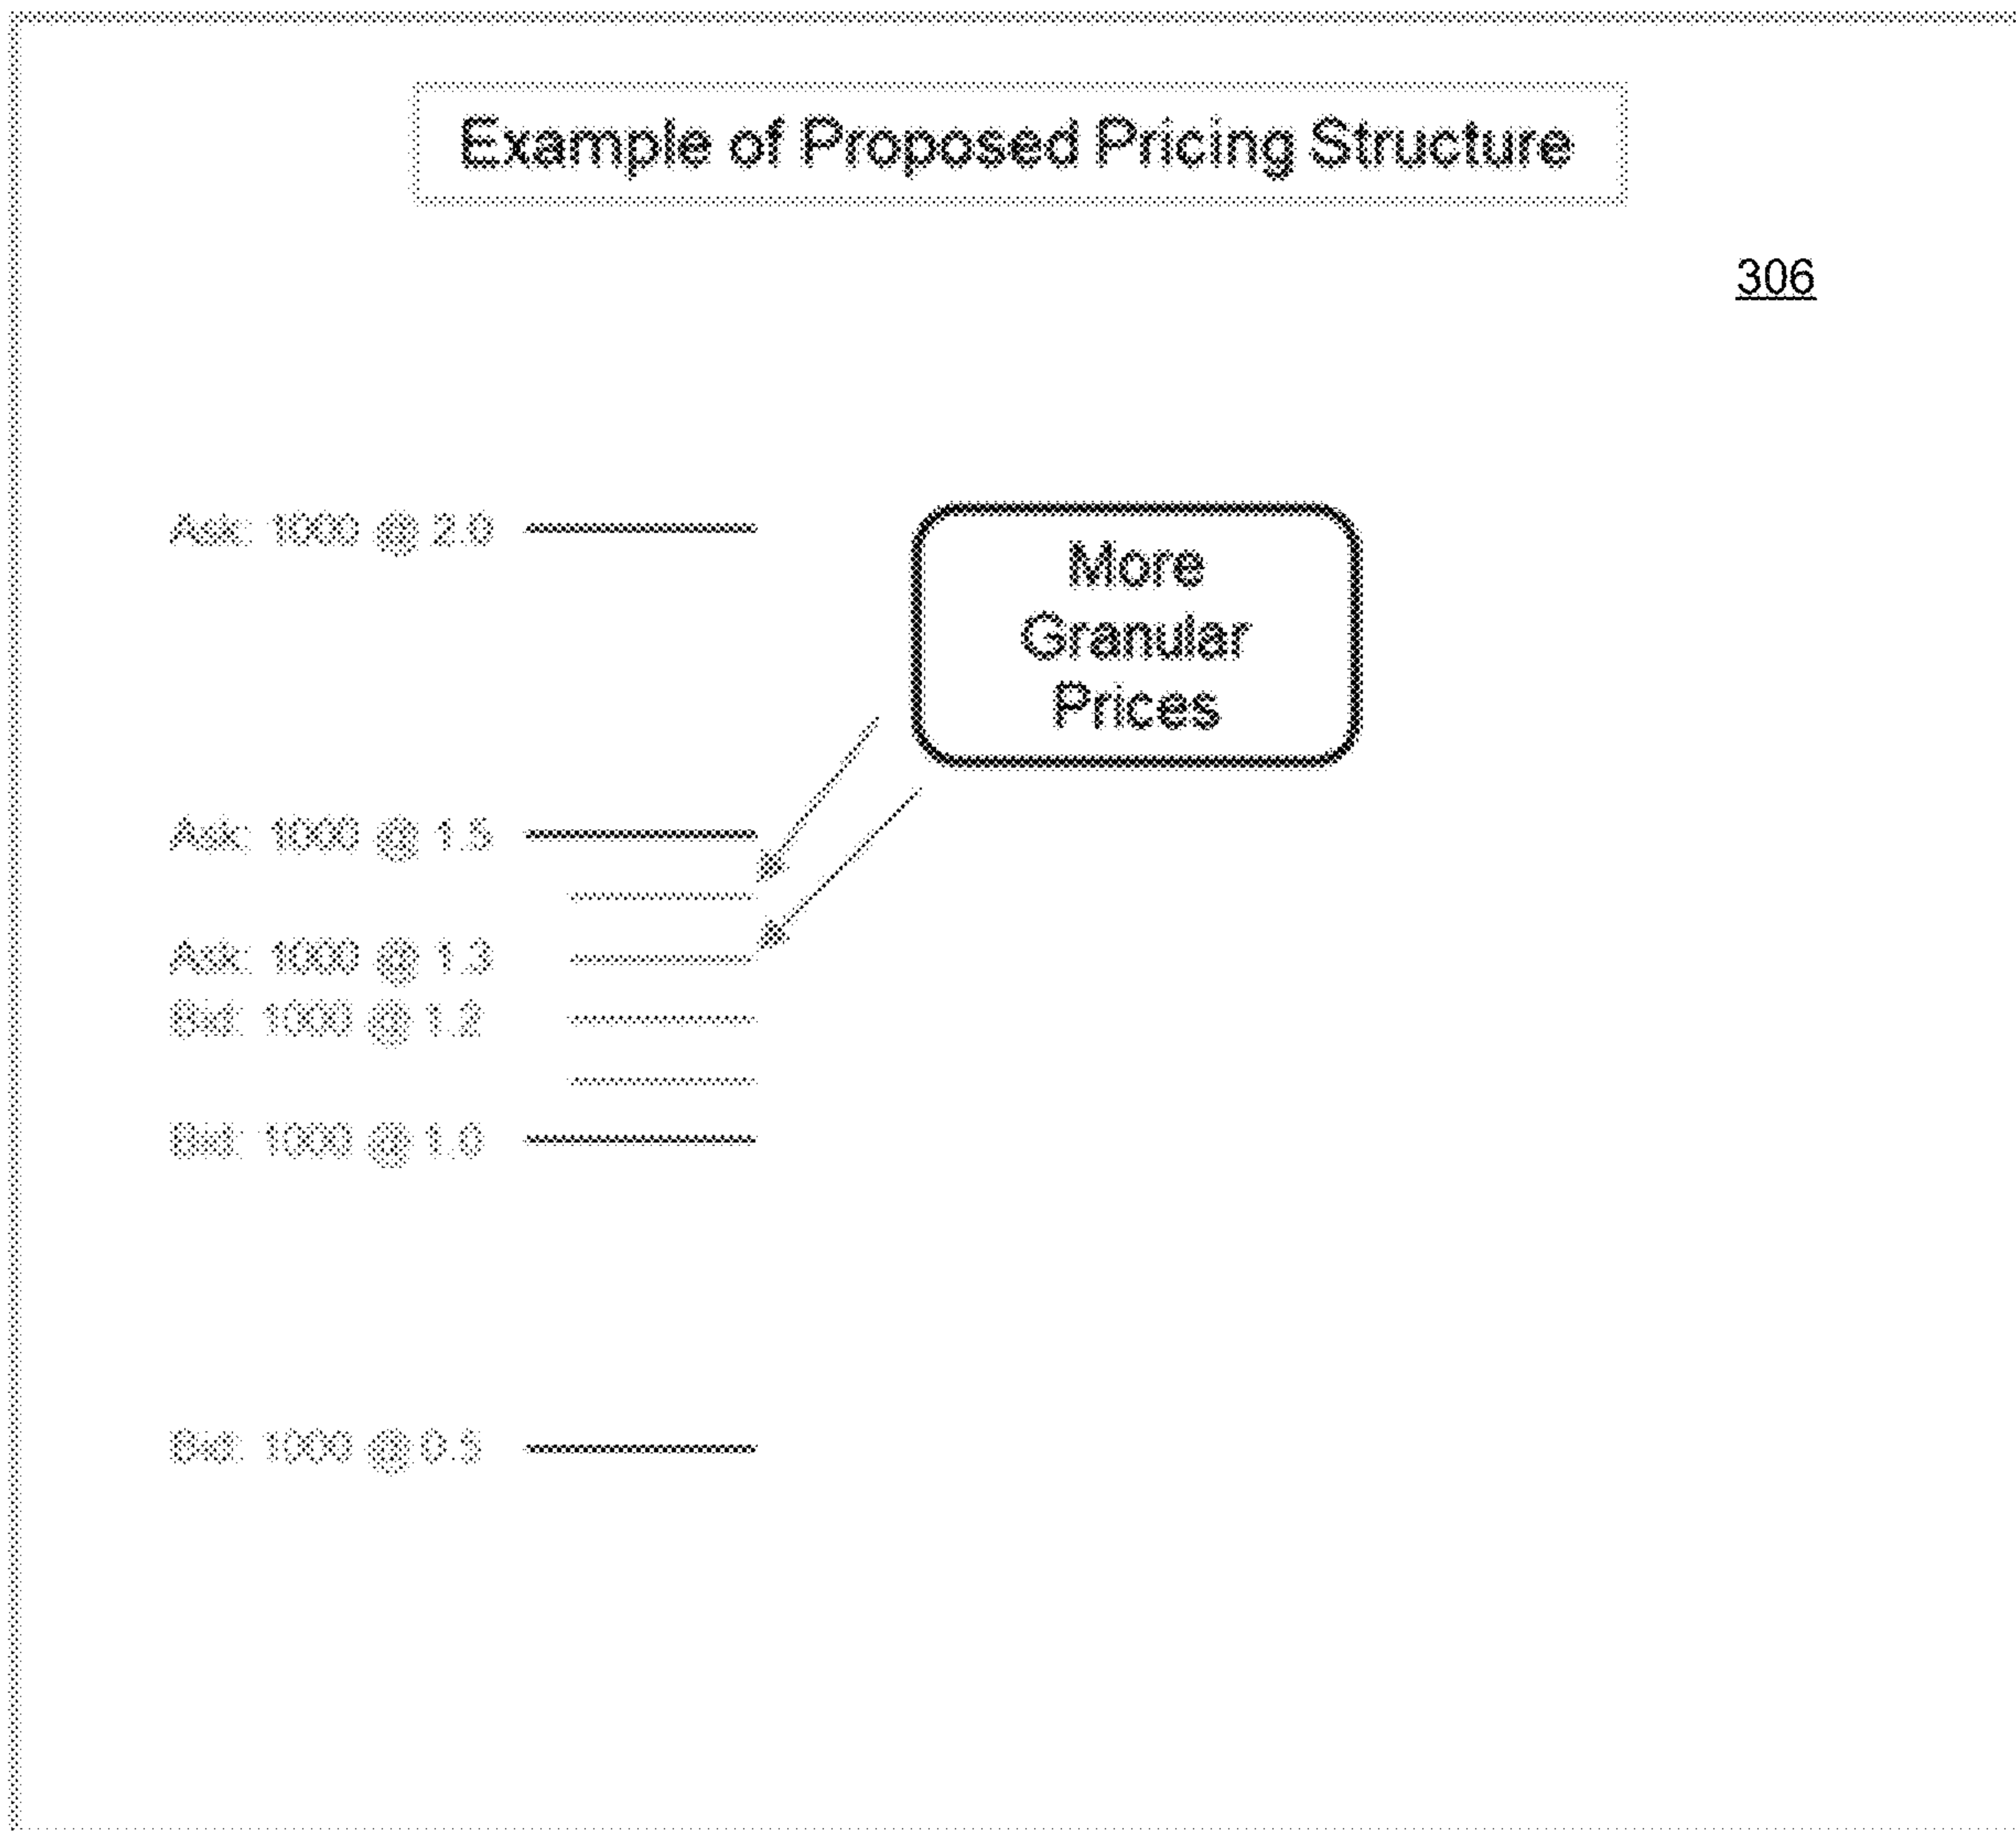 Example of Proposed Pricing Structure
306
Ask: 1000 @ 2.0
More
Granular
Prices
Ask: 1000 @ 1.5
Ask: 1000 @ 1.3
Bid: 1000 @ 1.2
Bid: 1000 @ 1.0
Bid: 1000 @ 0.5